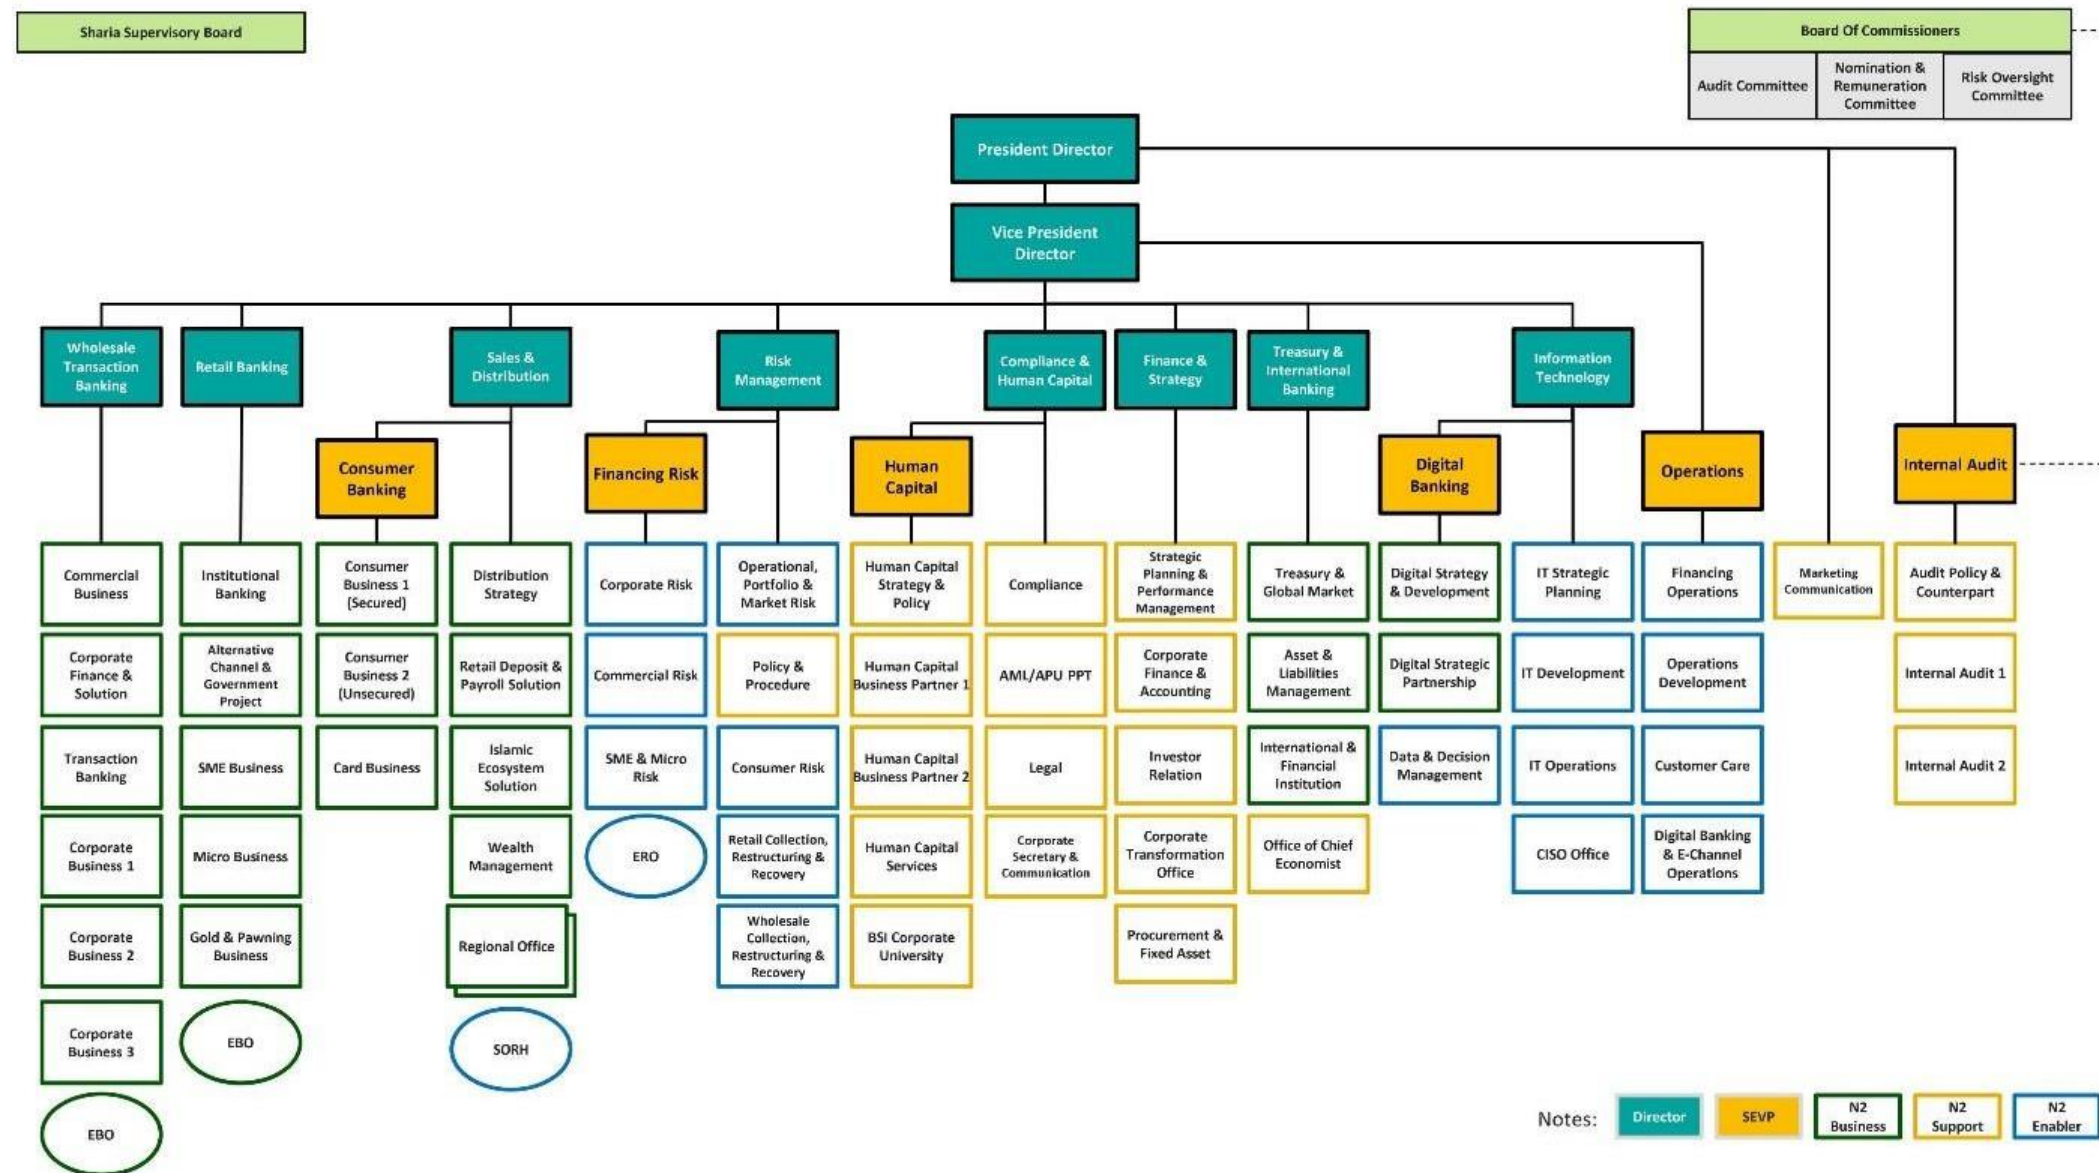 Sharia Supervisory Board
Board Of Commissioners
Audit Committee
Nomination &
Remuneration
Committee
Risk Oversight
Committee
President Director
Vice President
Director
Wholesale
Transaction
Banking
Retail Banking
Sales &
Distribution
Risk
Management
Compliance &
Human Capital
Finance &
Strategy
Treasury &
International
Banking
Information
Technology
Consumer
Banking
Financing Risk
Human
Capital
Digital
Banking
Operations
Internal Audit
Commercial
Business
Institutional
Banking
Consumer
Business 1
(Secured)
Distribution
Strategy
Corporate Risk
Operational,
Portfolio &
Market Risk
Human Capital
Strategy &
Policy
Compliance
Strategic
Planning &
Performance
Management
Treasury &
Global Market
Digital Strategy
& Development
IT Strategic
Planning
Financing
Operations
Marketing
Communication
Audit Policy &
Counterpart
Corporate
Finance &
Solution
Alternative
Channel &
Government
Project
Consumer
Business 2
(Unsecured)
Retail Deposit &
Payroll Solution
Commercial Risk
Policy &
Procedure
Human Capital
Business Partner 1
AML/APU PPT
Corporate
Finance &
Accounting
Asset &
Liabilities
Management
Digital Strategic
Partnership
IT Development
Operations
Development
Internal Audit 1
Transaction
Banking
SME Business
Card Business
Islamic
Ecosystem
Solution
SME & Micro
Risk
Consumer Risk
Human Capital
Business Partner 2
Legal
Investor
Relation
International &
Financial
Institution
Data & Decision
Management
IT Operations
Customer Care
Internal Audit 2
Corporate
Business 1
Micro Business
Wealth
Management
ERO
Retail Collection,
Restructuring &
Recovery
Human Capital
Services
Corporate
Secretary &
Communication
Corporate
Transformation
Office
Office of Chief
Economist
CISO Office
Digital Banking
& E-Channel
Operations
Corporate
Business 2
Gold & Pawning
Business
Regional Office
Wholesale
Collection,
Restructuring &
Recovery
BSI Corporate
University
Procurement &
Fixed Asset
Corporate
Business 3
EBO
SORH
EBO
Notes:
Director
SEVP
N2
Business
N2
Support
N2
Enabler